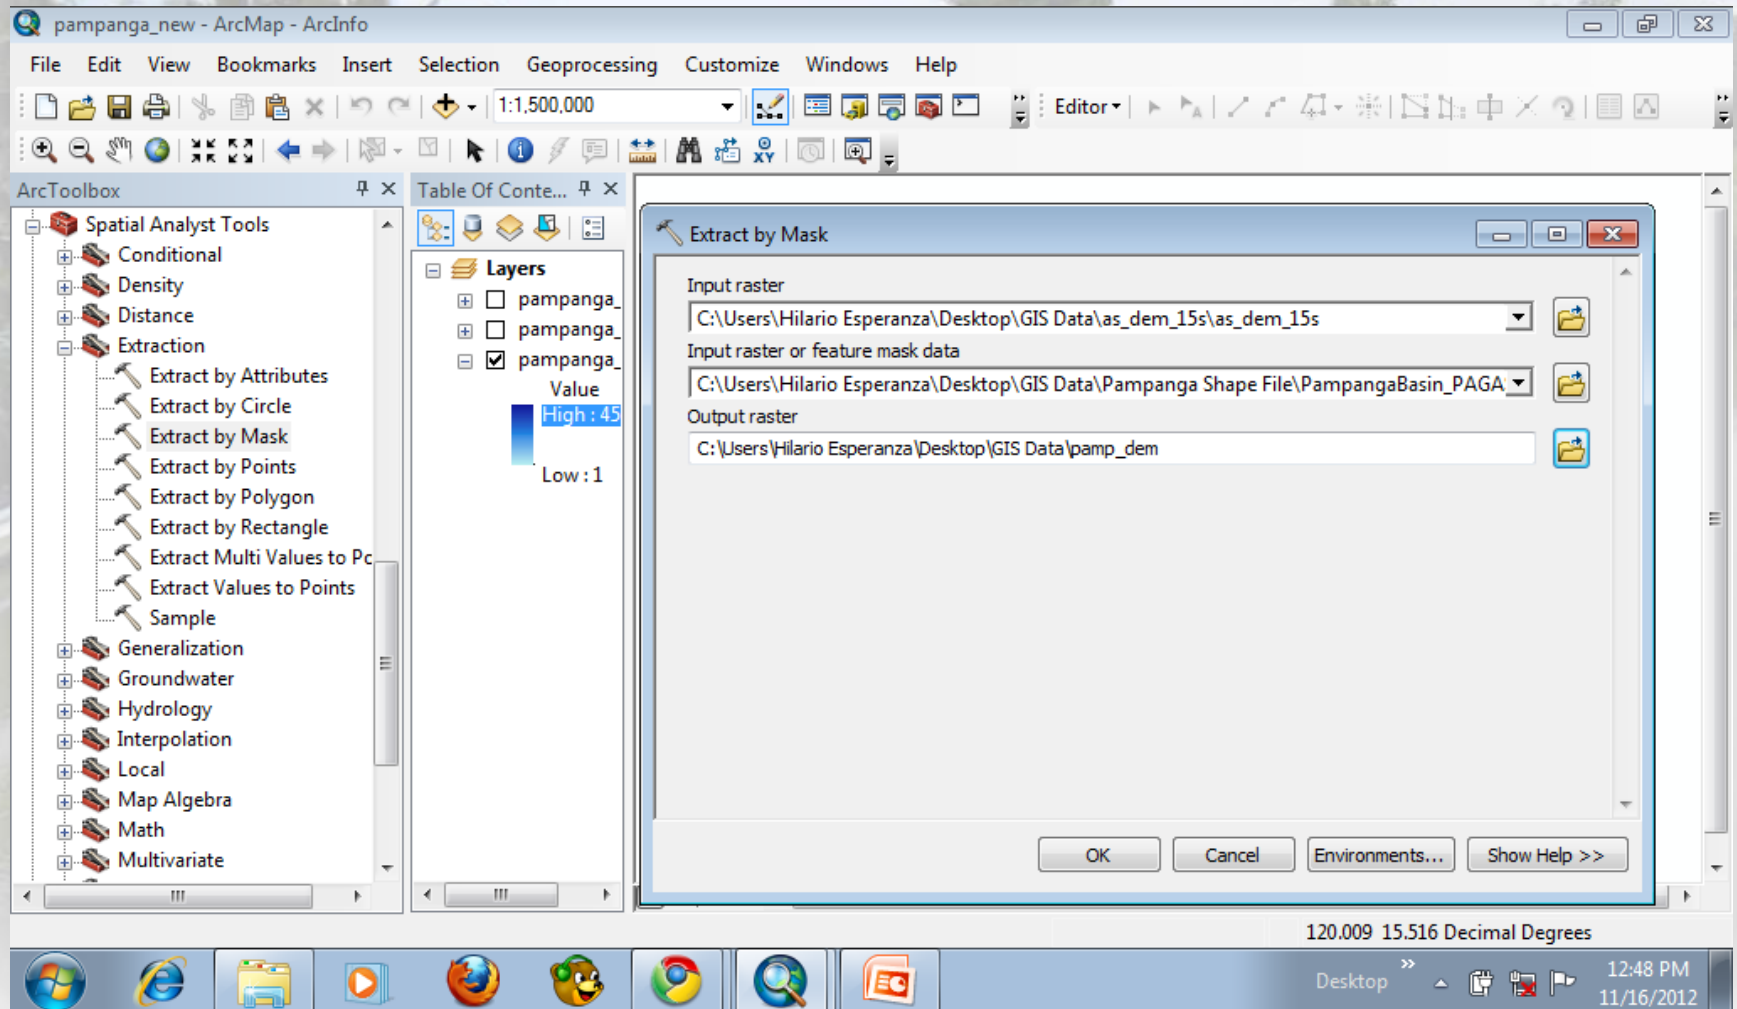 pampanga_new - ArcMap - ArcInfo
File Edit View Bookmarks Insert Selection Geoprocessing Customize Windows Help
1:1,500,000
Editor
XY
ArcToolbox
Spatial Analyst Tools
Conditional
Density
Distance
Extraction
Extract by Attributes
Extract by Circle
Extract by Mask
Extract by Points
Extract by Polygon
Extract by Rectangle
Extract Multi Values to Pc
Extract Values to Points
Sample
Generalization
Groundwater
Hydrology
Interpolation
Local
Map Algebra
Math
Multivariate
Table Of Conte...
Layers
pampanga_
pampanga_
pampanga_
Value
High : 45
Low : 1
Extract by Mask
Input raster
C:\Users\Hilario Esperanza\Desktop\GIS Data\as_dem_15s\as_dem_15s
Input raster or feature mask data
C:\Users\Hilario Esperanza\Desktop\GIS Data\Pampanga Shape File\PampangaBasin_PAGA
Output raster
C:\Users\Hilario Esperanza\Desktop\GIS Data\pamp_dem
OK Cancel Environments... Show Help >>
120.009 15.516 Decimal Degrees
Desktop
12:48 PM
11/16/2012